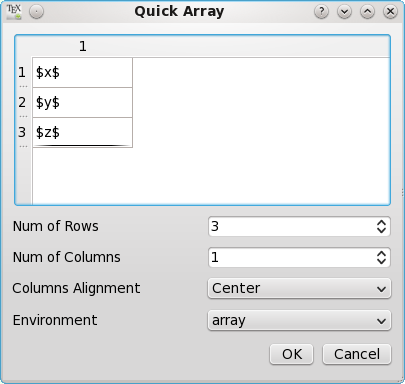 TEX
Quick Array
1
1 $x$
...
2 $y$
...
3 $z$
...
Num of Rows 3
Num of Columns 1
Columns Alignment Center
Environment array
OK Cancel